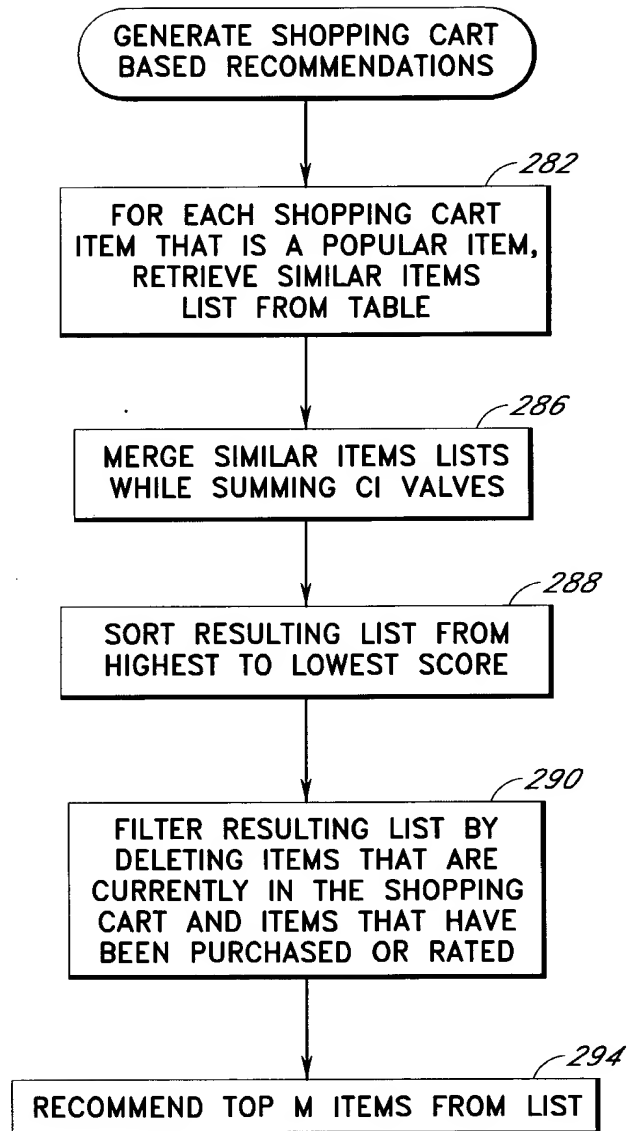 GENERATE SHOPPING CART
BASED RECOMMENDATIONS
282
FOR EACH SHOPPING CART
ITEM THAT IS A POPULAR ITEM,
RETRIEVE SIMILAR ITEMS
LIST FROM TABLE
286
MERGE SIMILAR ITEMS LISTS
WHILE SUMMING CI VALVES
288
SORT RESULTING LIST FROM
HIGHEST TO LOWEST SCORE
290
FILTER RESULTING LIST BY
DELETING ITEMS THAT ARE
CURRENTLY IN THE SHOPPING
CART AND ITEMS THAT HAVE
BEEN PURCHASED OR RATED
294
RECOMMEND TOP M ITEMS FROM LIST